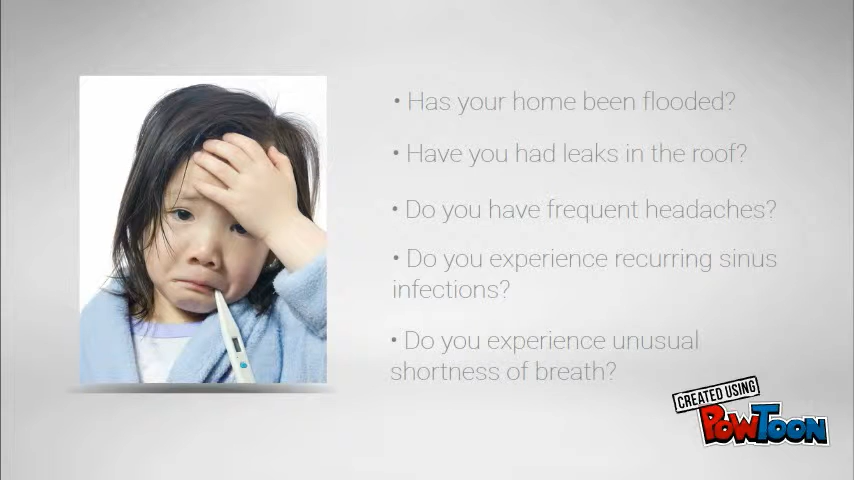 • Has your home been flooded?
• Have you had leaks in the roof?
• Do you have frequent headaches?
• Do you experience recurring sinus
infections?
• Do you experience unusual
shortness of breath?
CREATED USING
POWTOON